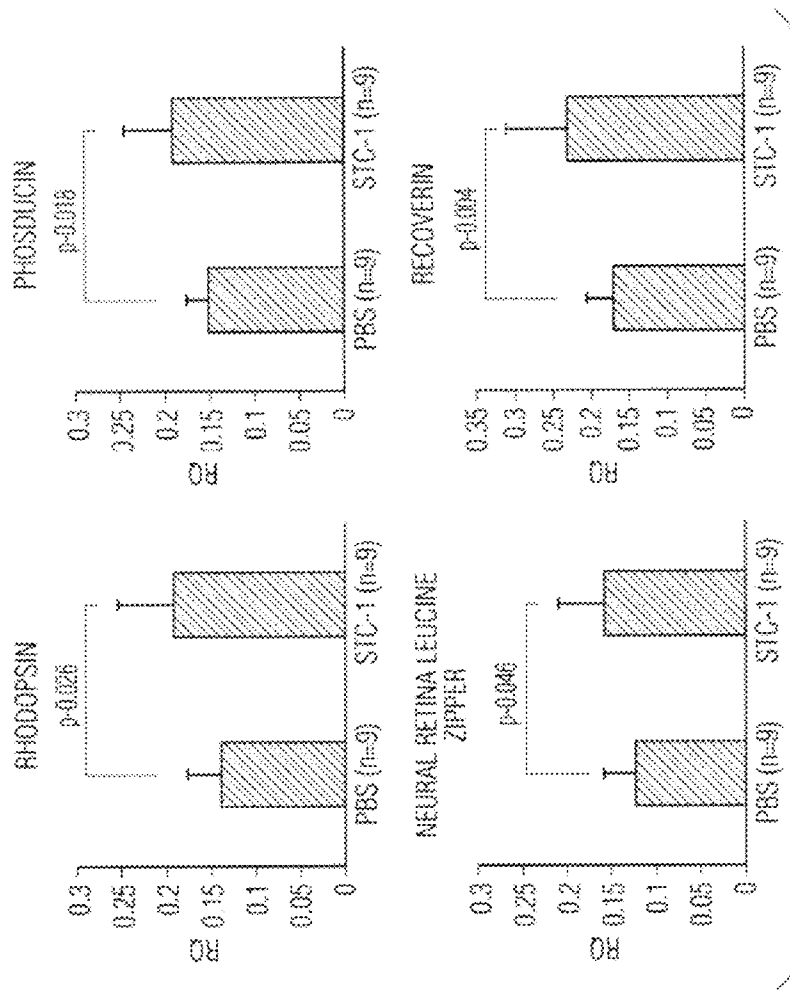 RHODOPSIN
p-0.026
RQ
0.3
0.25
0.2
0.15
0.1
0.05
0
PBS (n=9)
STC-1 (n=9)
PHOSDUCIN
p-0.018
RQ
0.3
0.25
0.2
0.15
0.1
0.05
0
PBS (n=9)
STC-1 (n=9)
NEURAL RETINA LEUCINE
ZIPPER
p-0.046
RQ
0.3
0.25
0.2
0.15
0.1
0.05
0
PBS (n=9)
STC-1 (n=9)
RECOVERIN
p-0.004
RQ
0.35
0.3
0.25
0.2
0.15
0.1
0.05
0
PBS (n=9)
STC-1 (n=9)